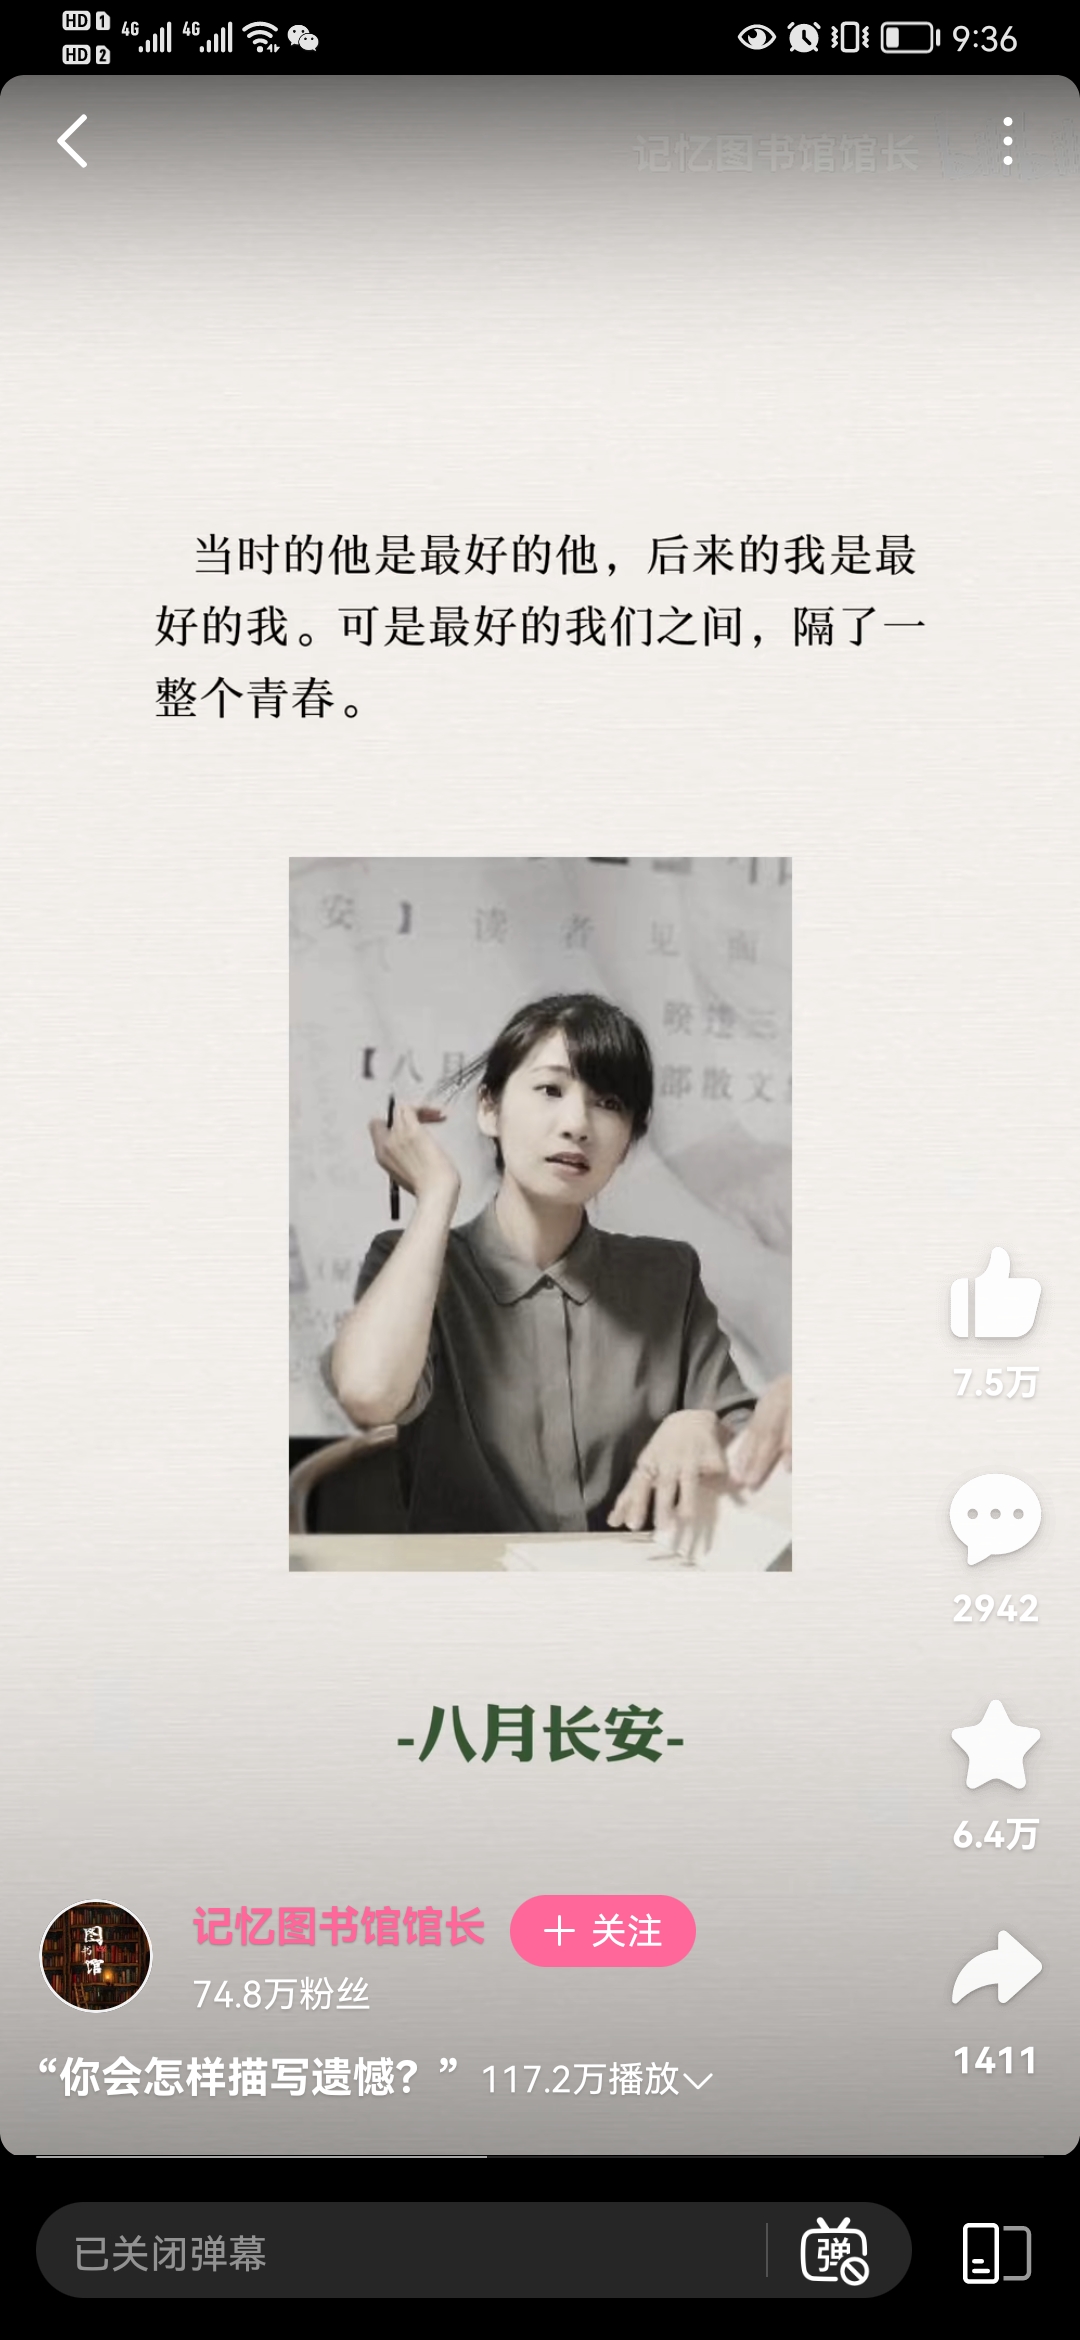 HD 1 4G 4G 9:36
HD 2
记忆图书馆馆长
当时的他是最好的他，后来的我是最
好的我。可是最好的我们之间，隔了一
整个青春。
安 】 读 者 见 面
【 八 月
部 散 文
-八月长安-
7.5万
2942
6.4万
图书馆
记忆图书馆馆长 + 关注
74.8万粉丝
1411
“你会怎样描写遗憾？” 117.2万播放
已关闭弹幕 弹